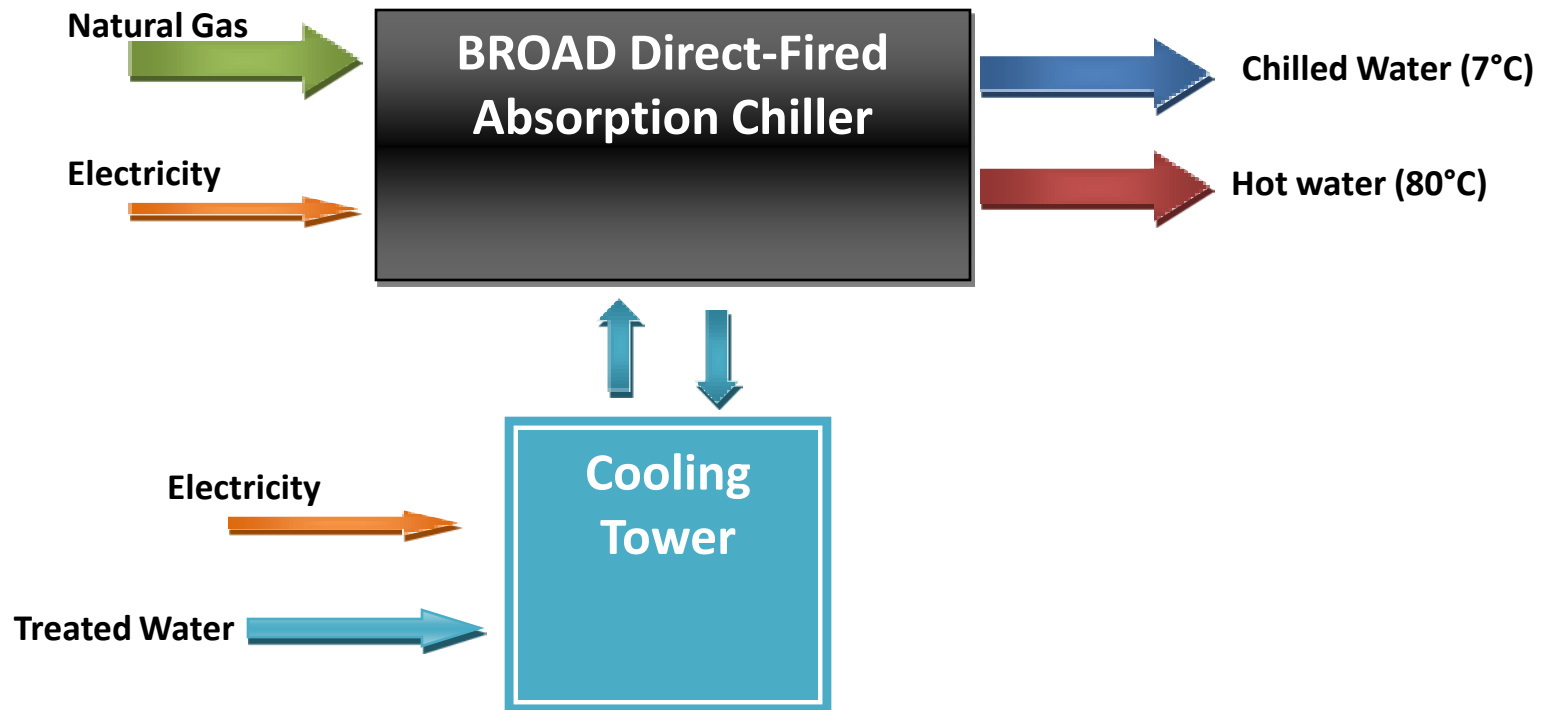 Natural Gas
BROAD Direct-Fired
Absorption Chiller
Chilled Water (7°C)
Electricity
Hot water (80°C)
Cooling
Tower
Electricity
Treated Water